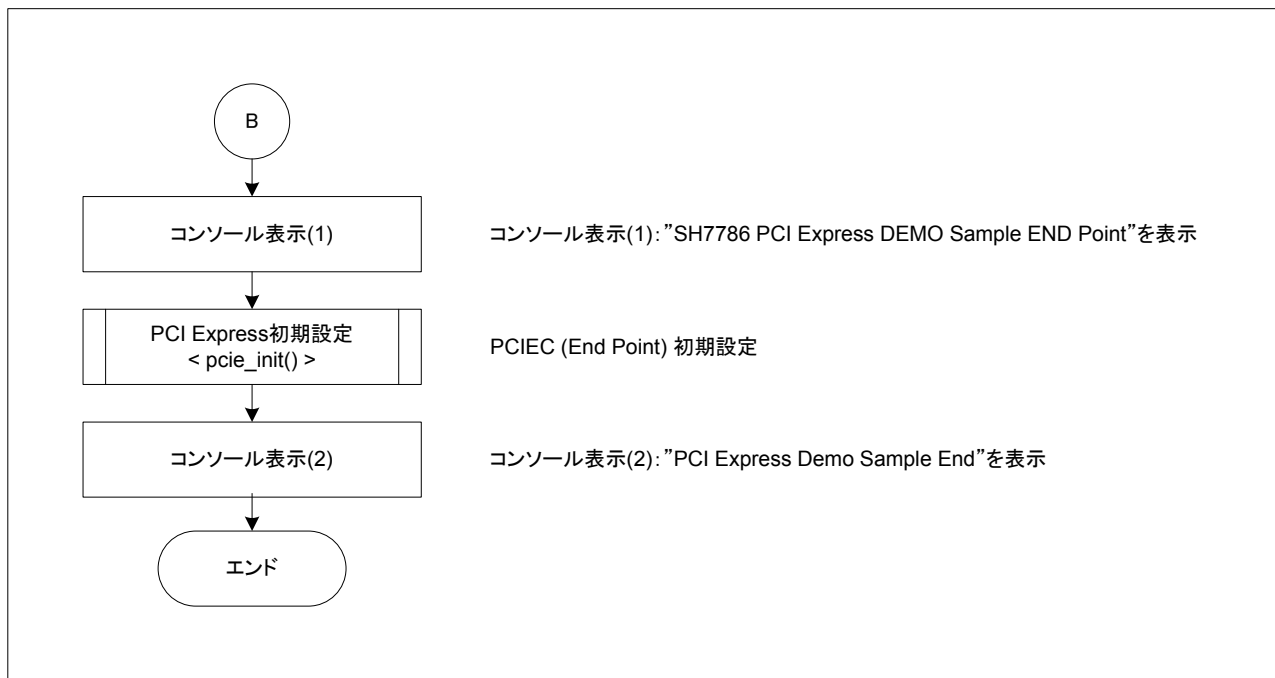 B
コンソール表示(1)
コンソール表示(1):”SH7786 PCI Express DEMO Sample END Point”を表示
PCI Express初期設定
< pcie_init() >
PCIEC (End Point) 初期設定
コンソール表示(2)
コンソール表示(2):”PCI Express Demo Sample End”を表示
エンド